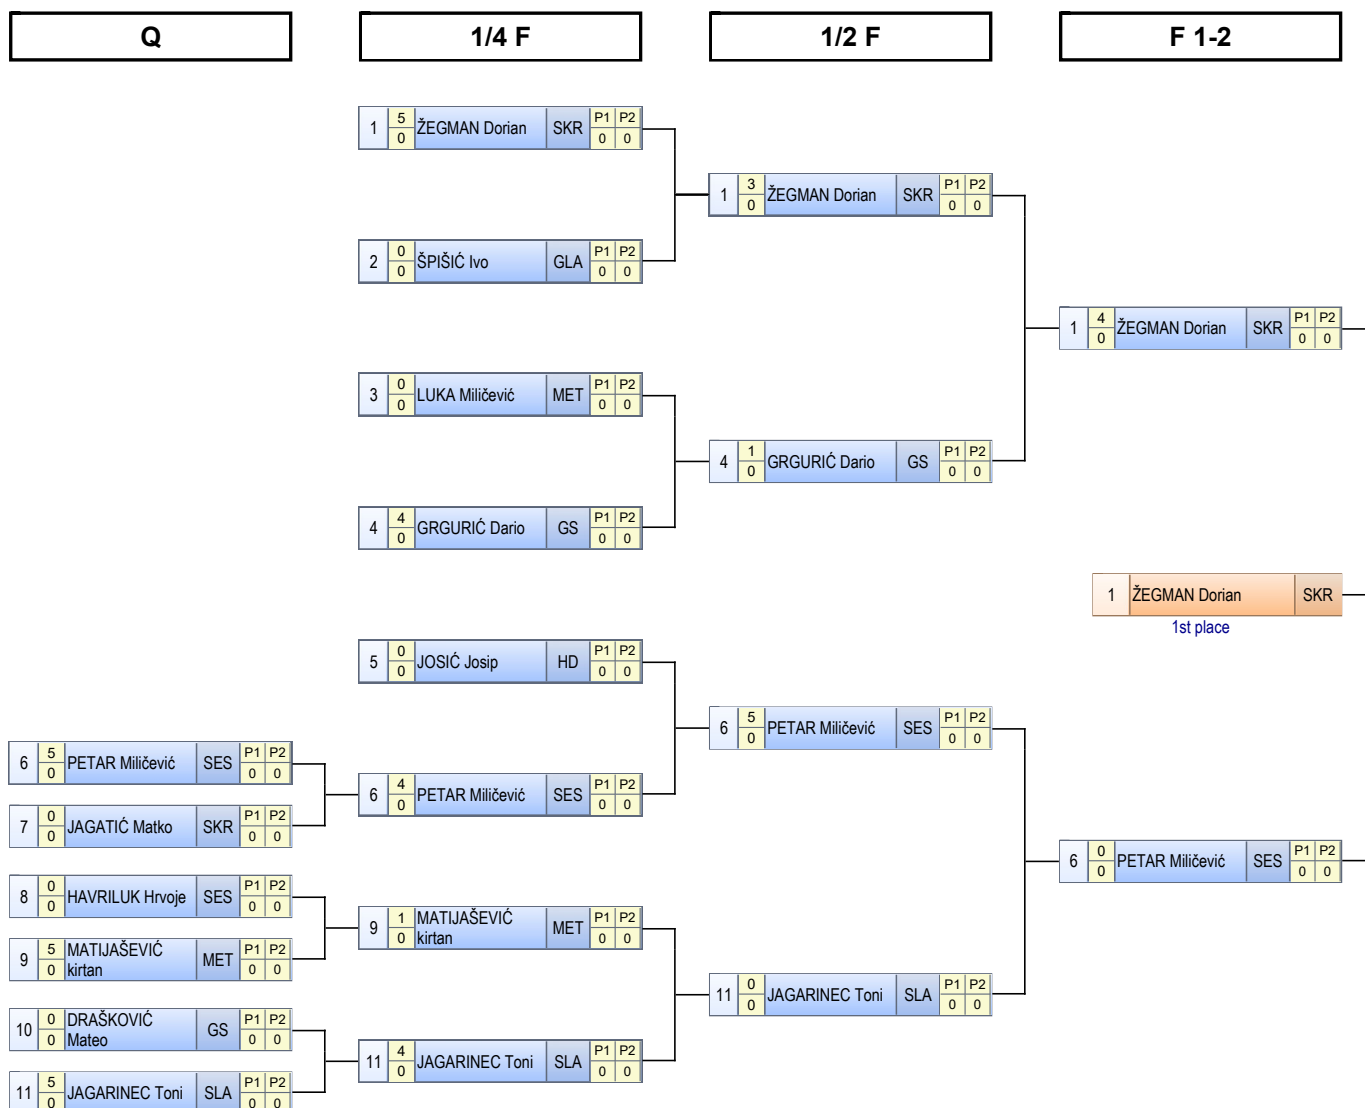 Q 1/4 F 1/2 F F 1-2
1 5 0 ŽEGMAN Dorian SKR P1 P2 0 0
1 3 0 ŽEGMAN Dorian SKR P1 P2 0 0
2 0 0 ŠPIŠIĆ Ivo GLA P1 P2 0 0
1 4 0 ŽEGMAN Dorian SKR P1 P2 0 0
3 0 0 LUKA Miličević MET P1 P2 0 0
4 1 0 GRGURIĆ Dario GS P1 P2 0 0
4 4 0 GRGURIĆ Dario GS P1 P2 0 0
1 ŽEGMAN Dorian SKR
1st place
5 0 0 JOSIĆ Josip HD P1 P2 0 0
6 5 0 PETAR Miličević SES P1 P2 0 0
6 5 0 PETAR Miličević SES P1 P2 0 0
6 4 0 PETAR Miličević SES P1 P2 0 0
7 0 0 JAGATIĆ Matko SKR P1 P2 0 0
6 0 0 PETAR Miličević SES P1 P2 0 0
8 0 0 HAVRILUK Hrvoje SES P1 P2 0 0
9 1 0 MATIJAŠEVIĆ
kirtan MET P1 P2 0 0
9 5 0 MATIJAŠEVIĆ
kirtan MET P1 P2 0 0
11 0 0 JAGARINEC Toni SLA P1 P2 0 0
10 0 0 DRAŠKOVIĆ
Mateo GS P1 P2 0 0
11 4 0 JAGARINEC Toni SLA P1 P2 0 0
11 5 0 JAGARINEC Toni SLA P1 P2 0 0